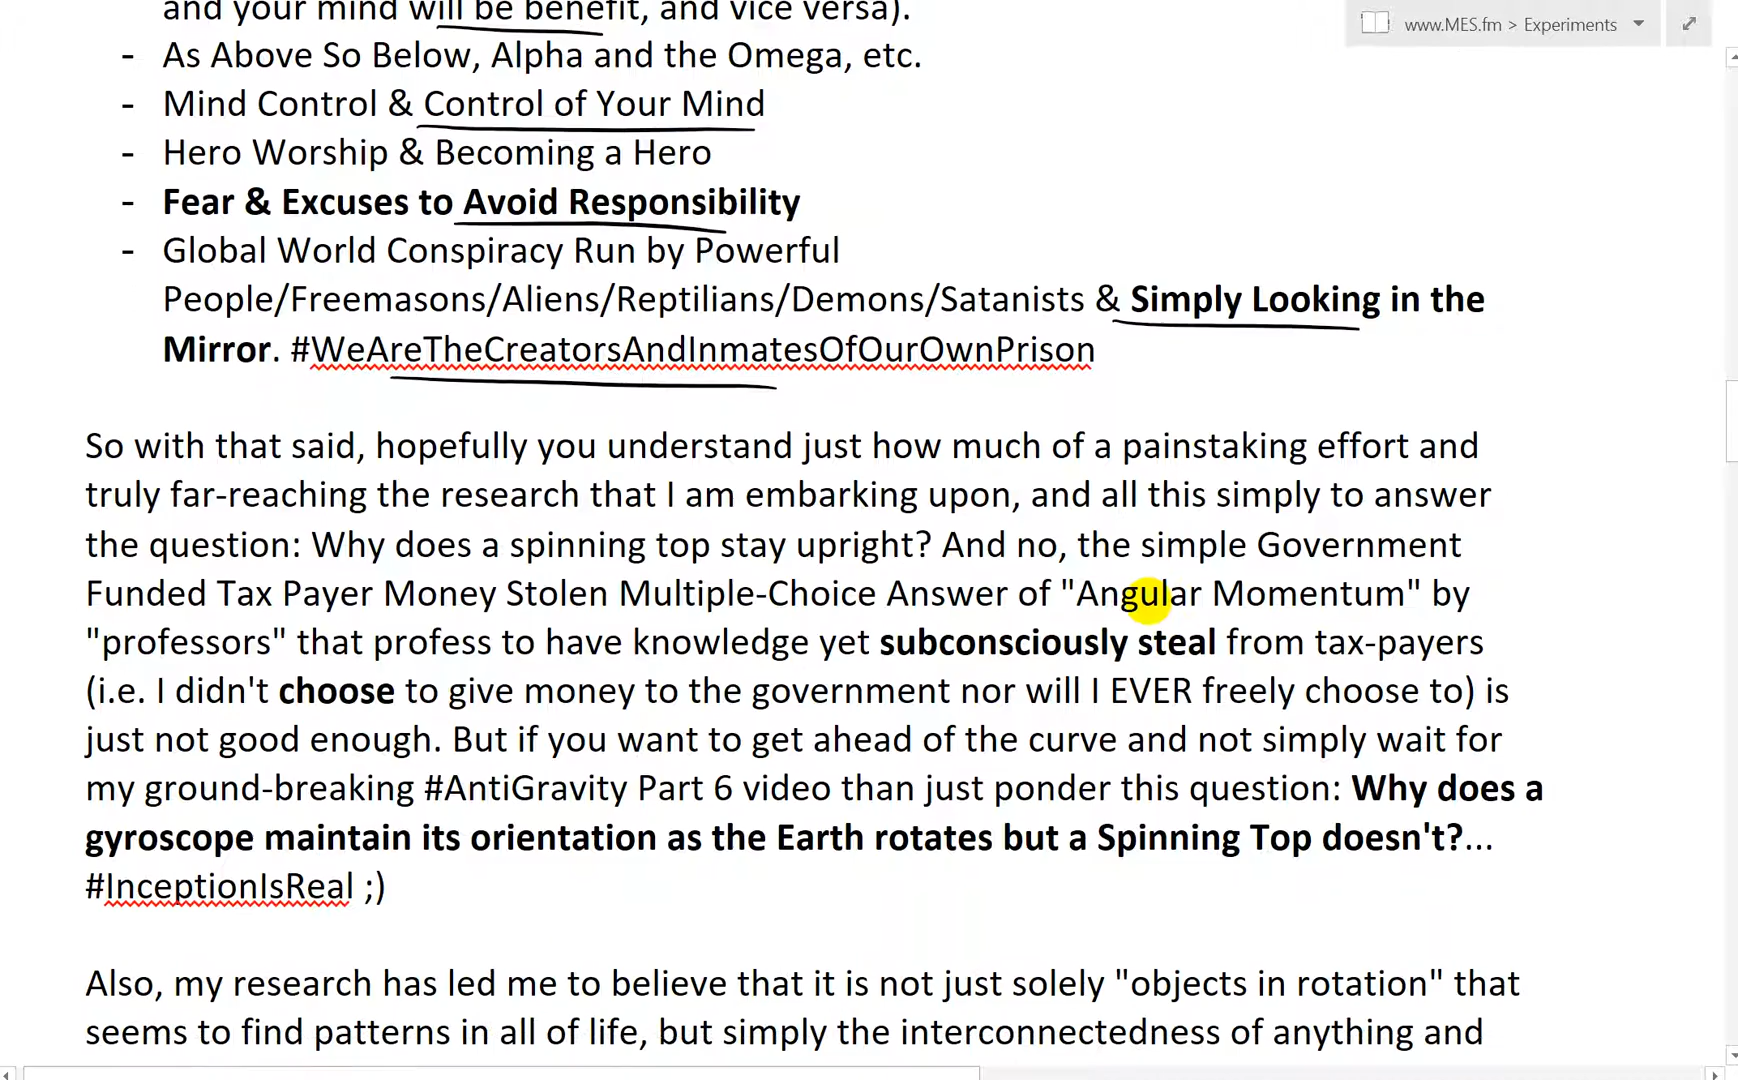 and your mind will be benefit, and vice versa).
www.MES.fm > Experiments
- As Above So Below, Alpha and the Omega, etc.
- Mind Control & Control of Your Mind
- Hero Worship & Becoming a Hero
- Fear & Excuses to Avoid Responsibility
- Global World Conspiracy Run by Powerful
People/Freemasons/Aliens/Reptilians/Demons/Satanists & Simply Looking in the
Mirror. #WeAreTheCreatorsAndInmatesOfOurOwnPrison
So with that said, hopefully you understand just how much of a painstaking effort and
truly far-reaching the research that I am embarking upon, and all this simply to answer
the question: Why does a spinning top stay upright? And no, the simple Government
Funded Tax Payer Money Stolen Multiple-Choice Answer of "Angular Momentum" by
"professors" that profess to have knowledge yet subconsciously steal from tax-payers
(i.e. I didn't choose to give money to the government nor will I EVER freely choose to) is
just not good enough. But if you want to get ahead of the curve and not simply wait for
my ground-breaking #AntiGravity Part 6 video than just ponder this question: Why does a
gyroscope maintain its orientation as the Earth rotates but a Spinning Top doesn't?...
#InceptionIsReal ;)
Also, my research has led me to believe that it is not just solely "objects in rotation" that
seems to find patterns in all of life, but simply the interconnectedness of anything and